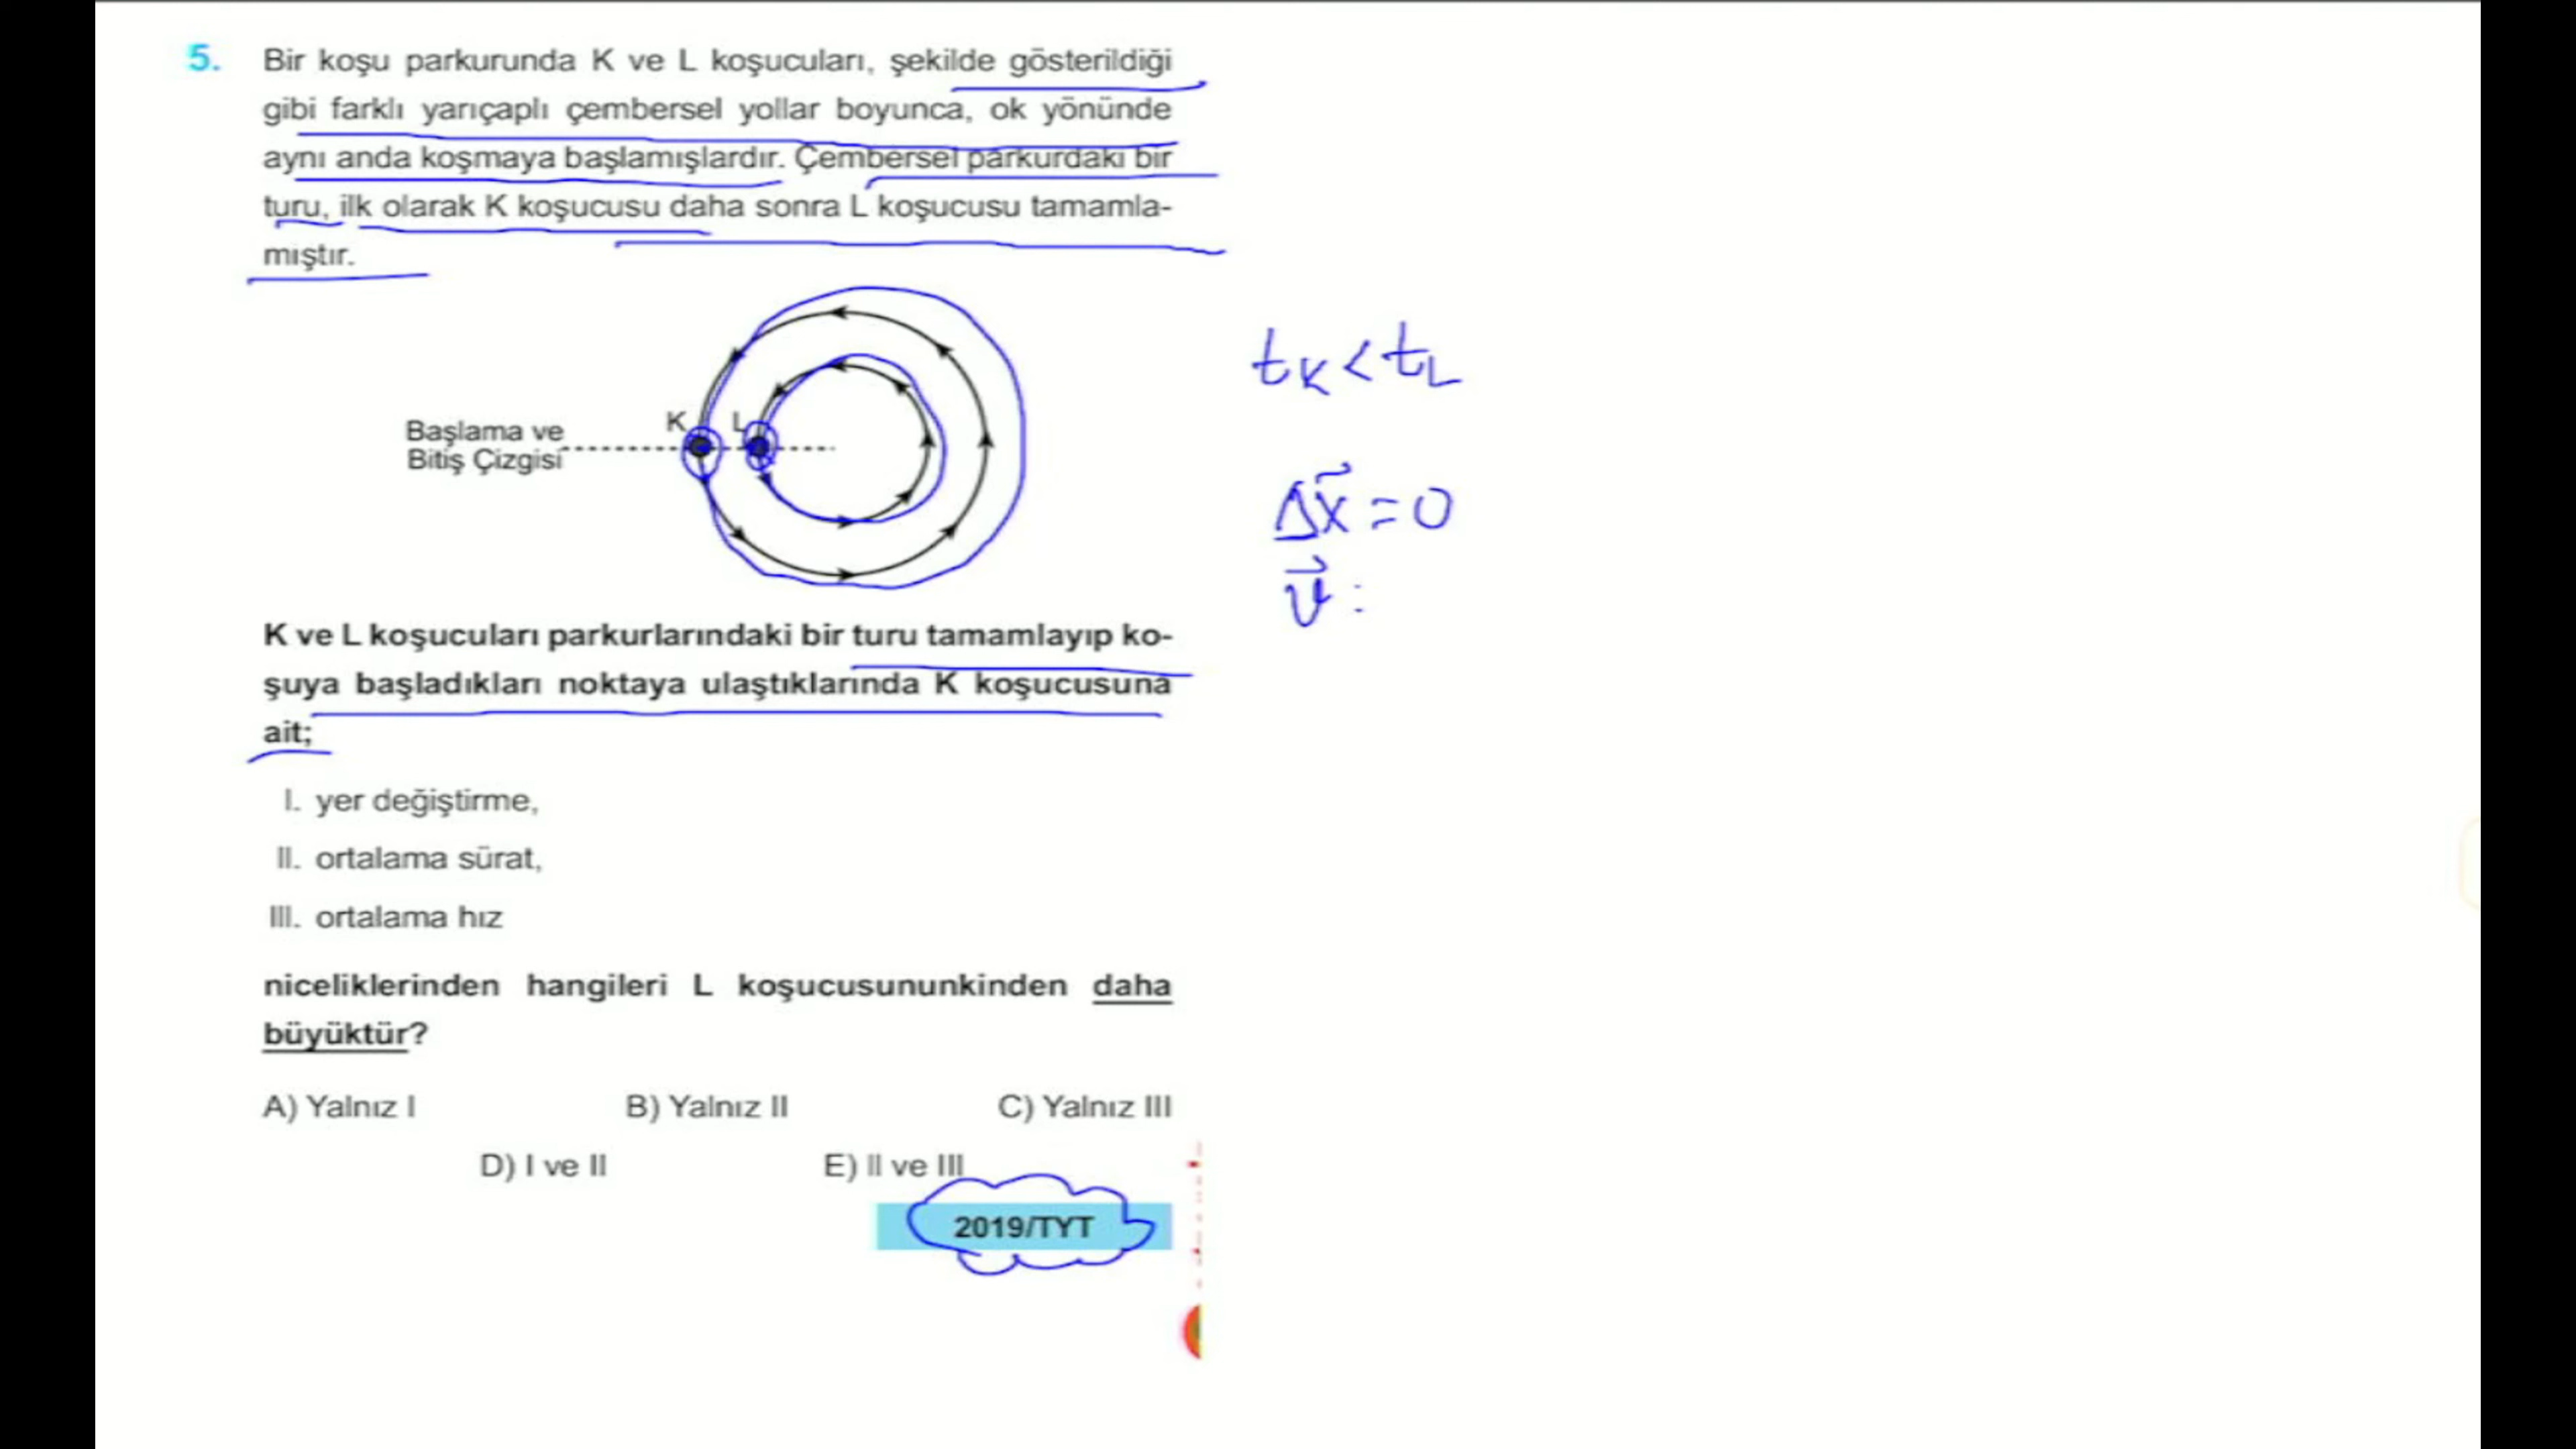 5. Bir koşu parkurunda K ve L koşucuları, şekilde gösterildiği
gibi farklı yarıçaplı çembersel yollar boyunca, ok yönünde
aynı anda koşmaya başlamışlardır. Çembersel parkurdaki bir
turu, ilk olarak K koşucusu daha sonra L koşucusu tamamla-
mıştır.
K L
Başlama ve
Bitiş Çizgisi
tK < tL
Δx⃗ = 0
v⃗ :
K ve L koşucuları parkurlarındaki bir turu tamamlayıp ko-
şuya başladıkları noktaya ulaştıklarında K koşucusuna
ait;
I. yer değiştirme,
II. ortalama sürat,
III. ortalama hız
niceliklerinden hangileri L koşucusununkinden daha
büyüktür?
A) Yalnız I B) Yalnız II C) Yalnız III
D) I ve II E) II ve III
2019/TYT